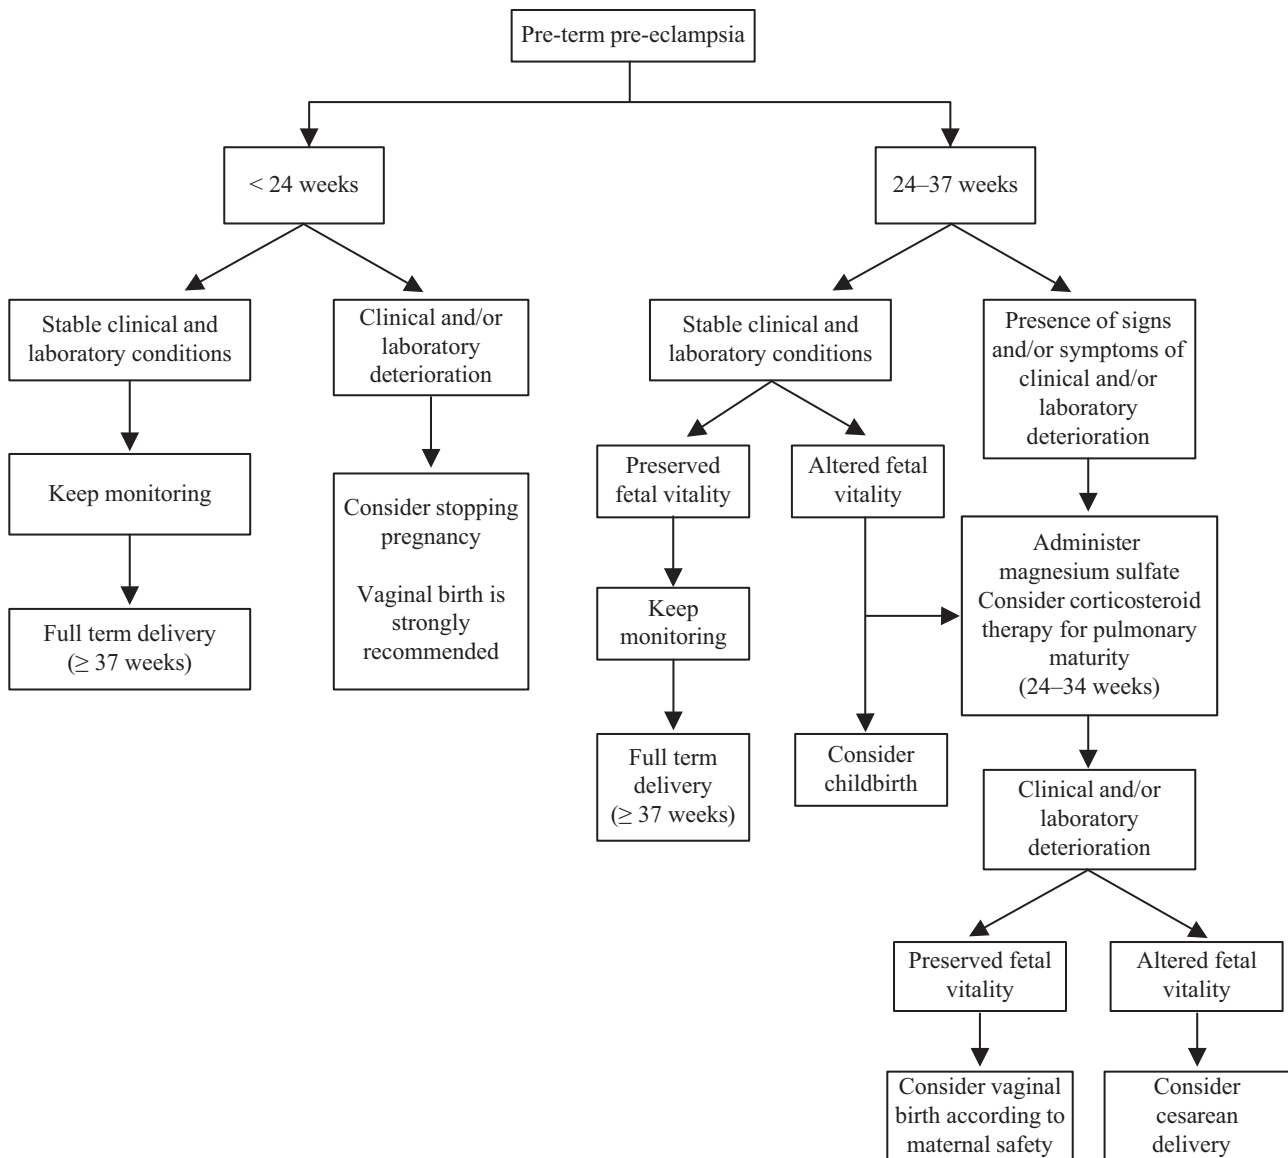 Pre-term pre-eclampsia
< 24 weeks
24–37 weeks
Stable clinical and
laboratory conditions
Clinical and/or
laboratory
deterioration
Stable clinical and
laboratory conditions
Presence of signs
and/or symptoms of
clinical and/or
laboratory
deterioration
Keep monitoring
Consider stopping
pregnancy
Vaginal birth is
strongly
recommended
Preserved
fetal vitality
Altered fetal
vitality
Administer
magnesium sulfate
Consider corticosteroid
therapy for pulmonary
maturity
(24–34 weeks)
Full term delivery
(≥ 37 weeks)
Keep
monitoring
Full term
delivery
(≥ 37 weeks)
Consider
childbirth
Clinical and/or
laboratory
deterioration
Preserved fetal
vitality
Altered fetal
vitality
Consider vaginal
birth according to
maternal safety
Consider
cesarean
delivery